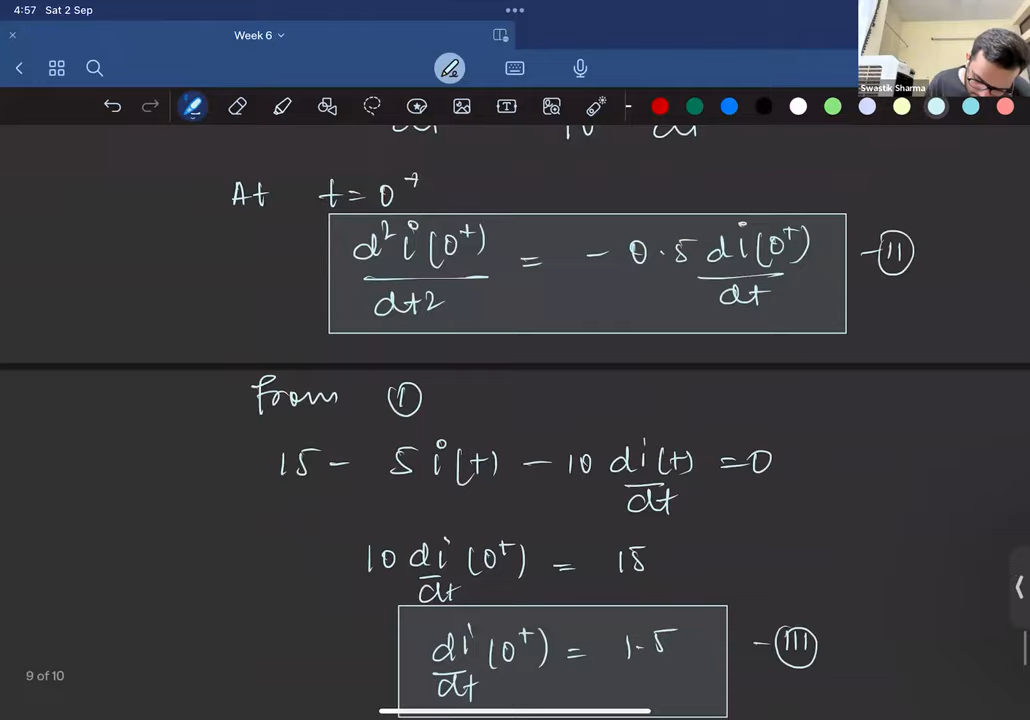 4:57 Sat 2 Sep
Week 6
Swastik Sharma
At t = 0⁺
d²i(0⁺)/dt2 = - 0.5 di(0⁺)/dt - II
From I
15 - 5 i(t) - 10 di(t)/dt = 0
10 di/dt (0⁺) = 15
di/dt (0⁺) = 1.5 - III
9 of 10